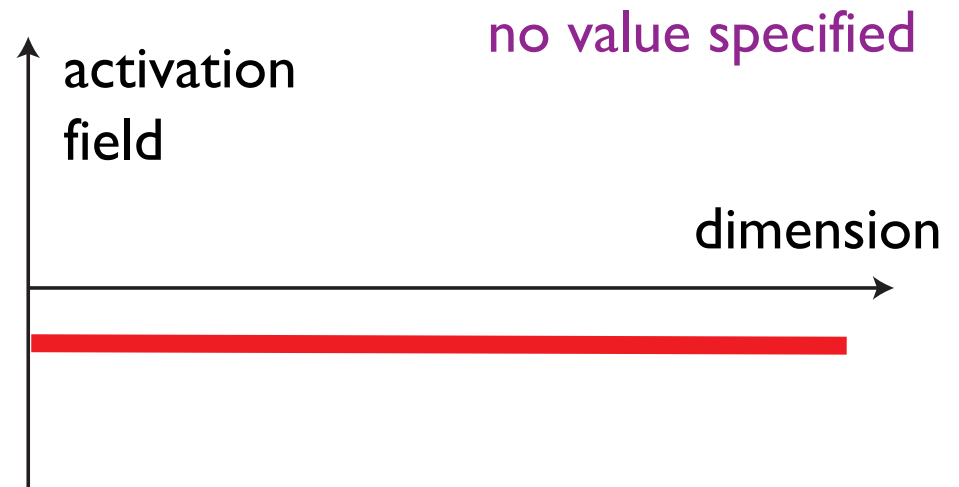 no value specified
activation
field
dimension